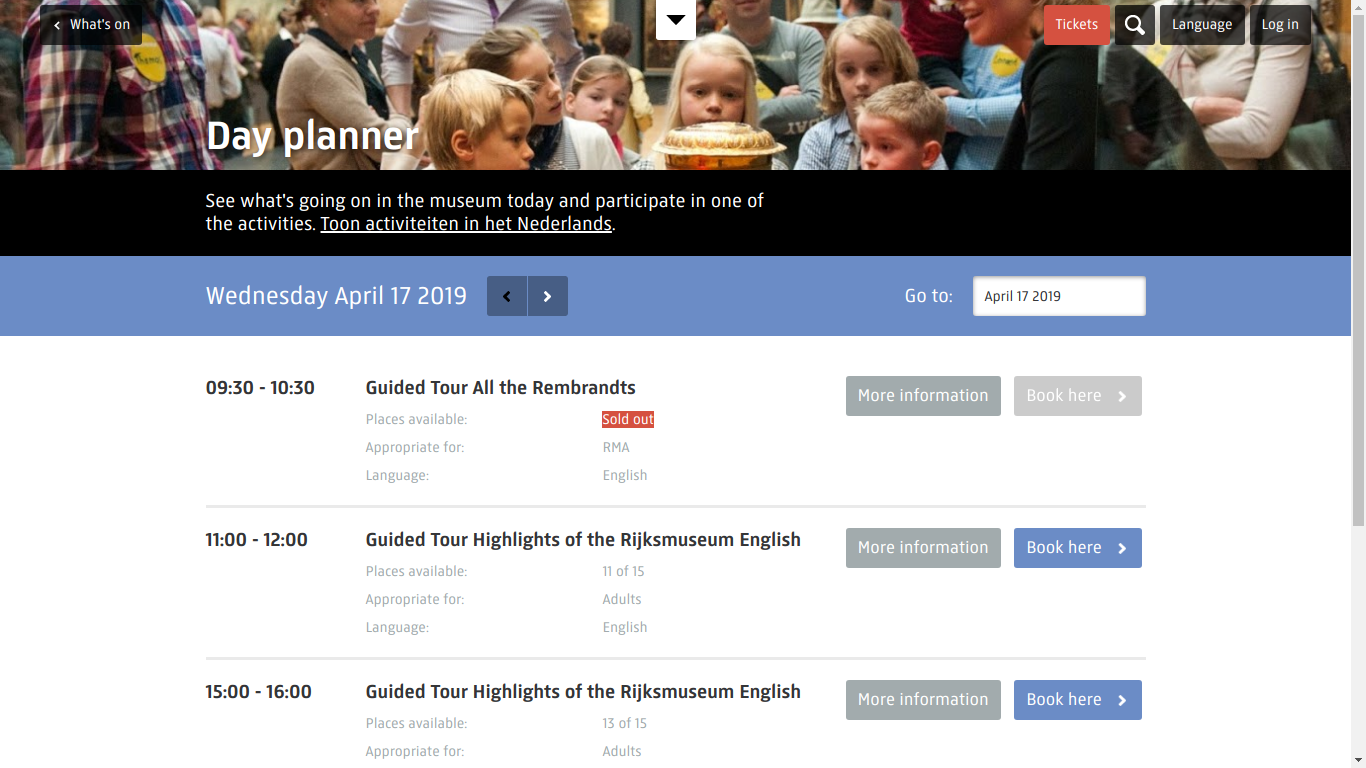 What's on
Tickets
Language
Log in
Day planner
See what's going on in the museum today and participate in one of
the activities. Toon activiteiten in het Nederlands.
Wednesday April 17 2019
Go to:
April 17 2019
09:30 - 10:30
Guided Tour All the Rembrandts
More information
Book here
Places available:
Sold out
Appropriate for:
RMA
Language:
English
11:00 - 12:00
Guided Tour Highlights of the Rijksmuseum English
More information
Book here
Places available:
11 of 15
Appropriate for:
Adults
Language:
English
15:00 - 16:00
Guided Tour Highlights of the Rijksmuseum English
More information
Book here
Places available:
13 of 15
Appropriate for:
Adults